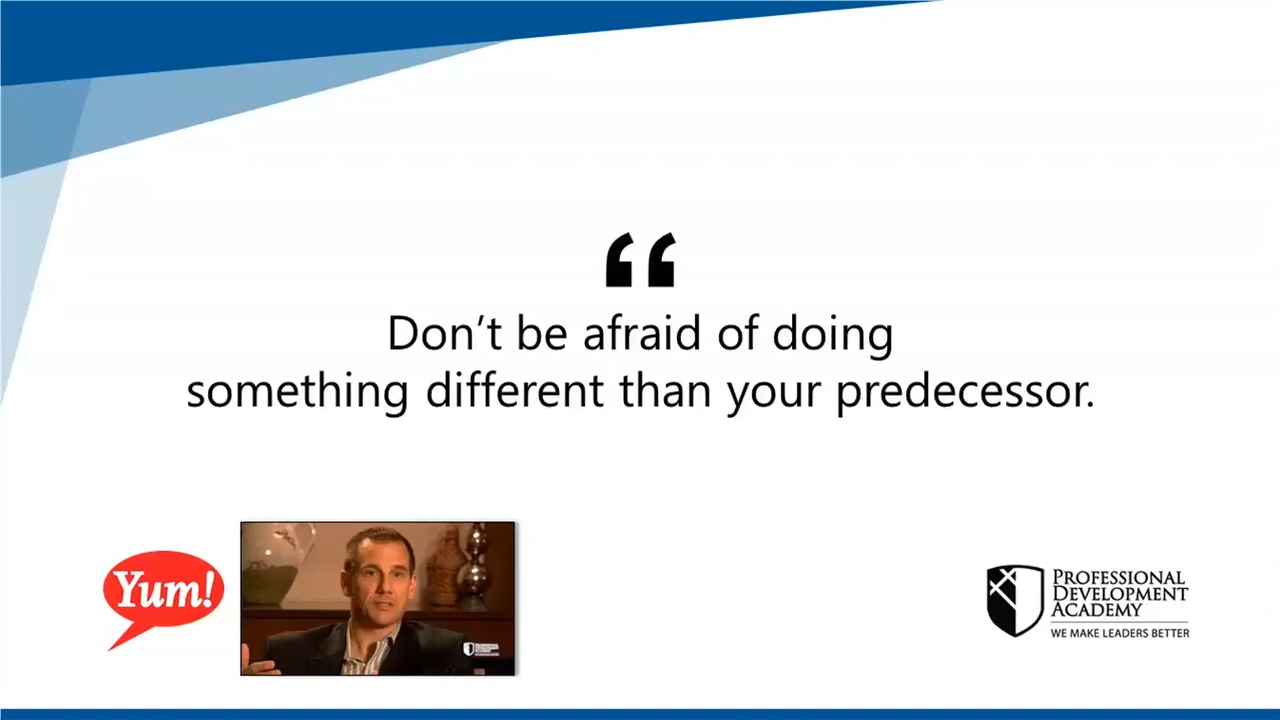 “
Don’t be afraid of doing
something different than your predecessor.
Yum!
PROFESSIONAL
DEVELOPMENT
ACADEMY
WE MAKE LEADERS BETTER